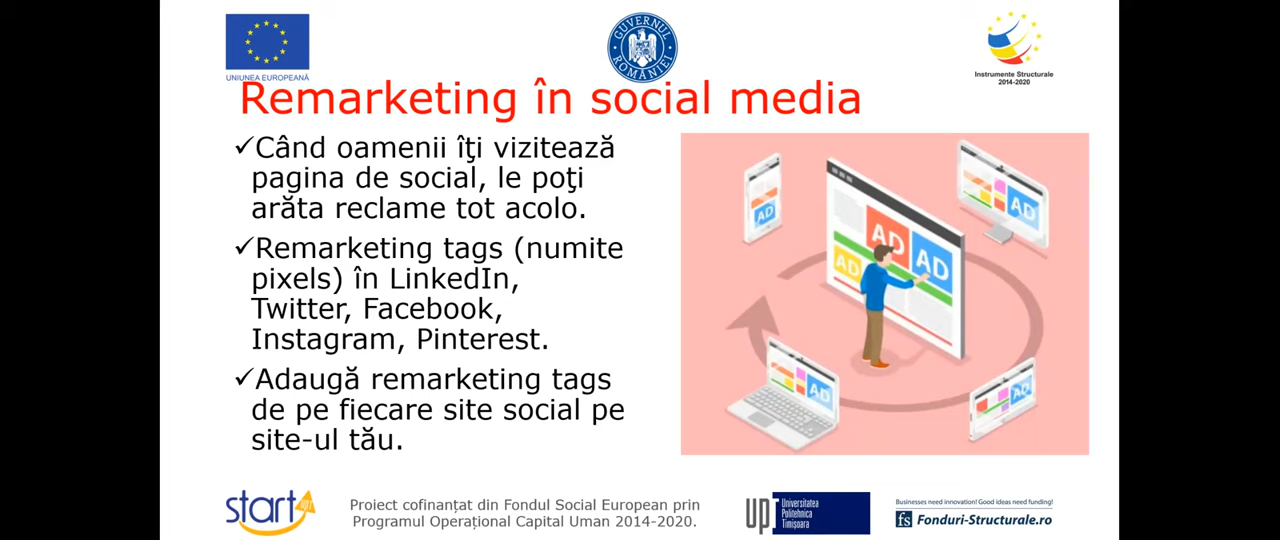 UNIUNEA EUROPEANĂ
GUVERNUL ROMÂNIEI
Instrumente Structurale
2014-2020
Remarketing în social media
✓Când oamenii îţi vizitează
pagina de social, le poţi
arăta reclame tot acolo.
✓Remarketing tags (numite
pixels) în LinkedIn,
Twitter, Facebook,
Instagram, Pinterest.
✓Adaugă remarketing tags
de pe fiecare site social pe
site-ul tău.
AD
AD
AD
AD
AD
AD
AD
start
UPT
Proiect cofinanțat din Fondul Social European prin
Programul Operațional Capital Uman 2014-2020.
UPT
Universitatea
Politehnica
Timișoara
Businesses need innovation! Good ideas need funding!
fs Fonduri-Structurale.ro